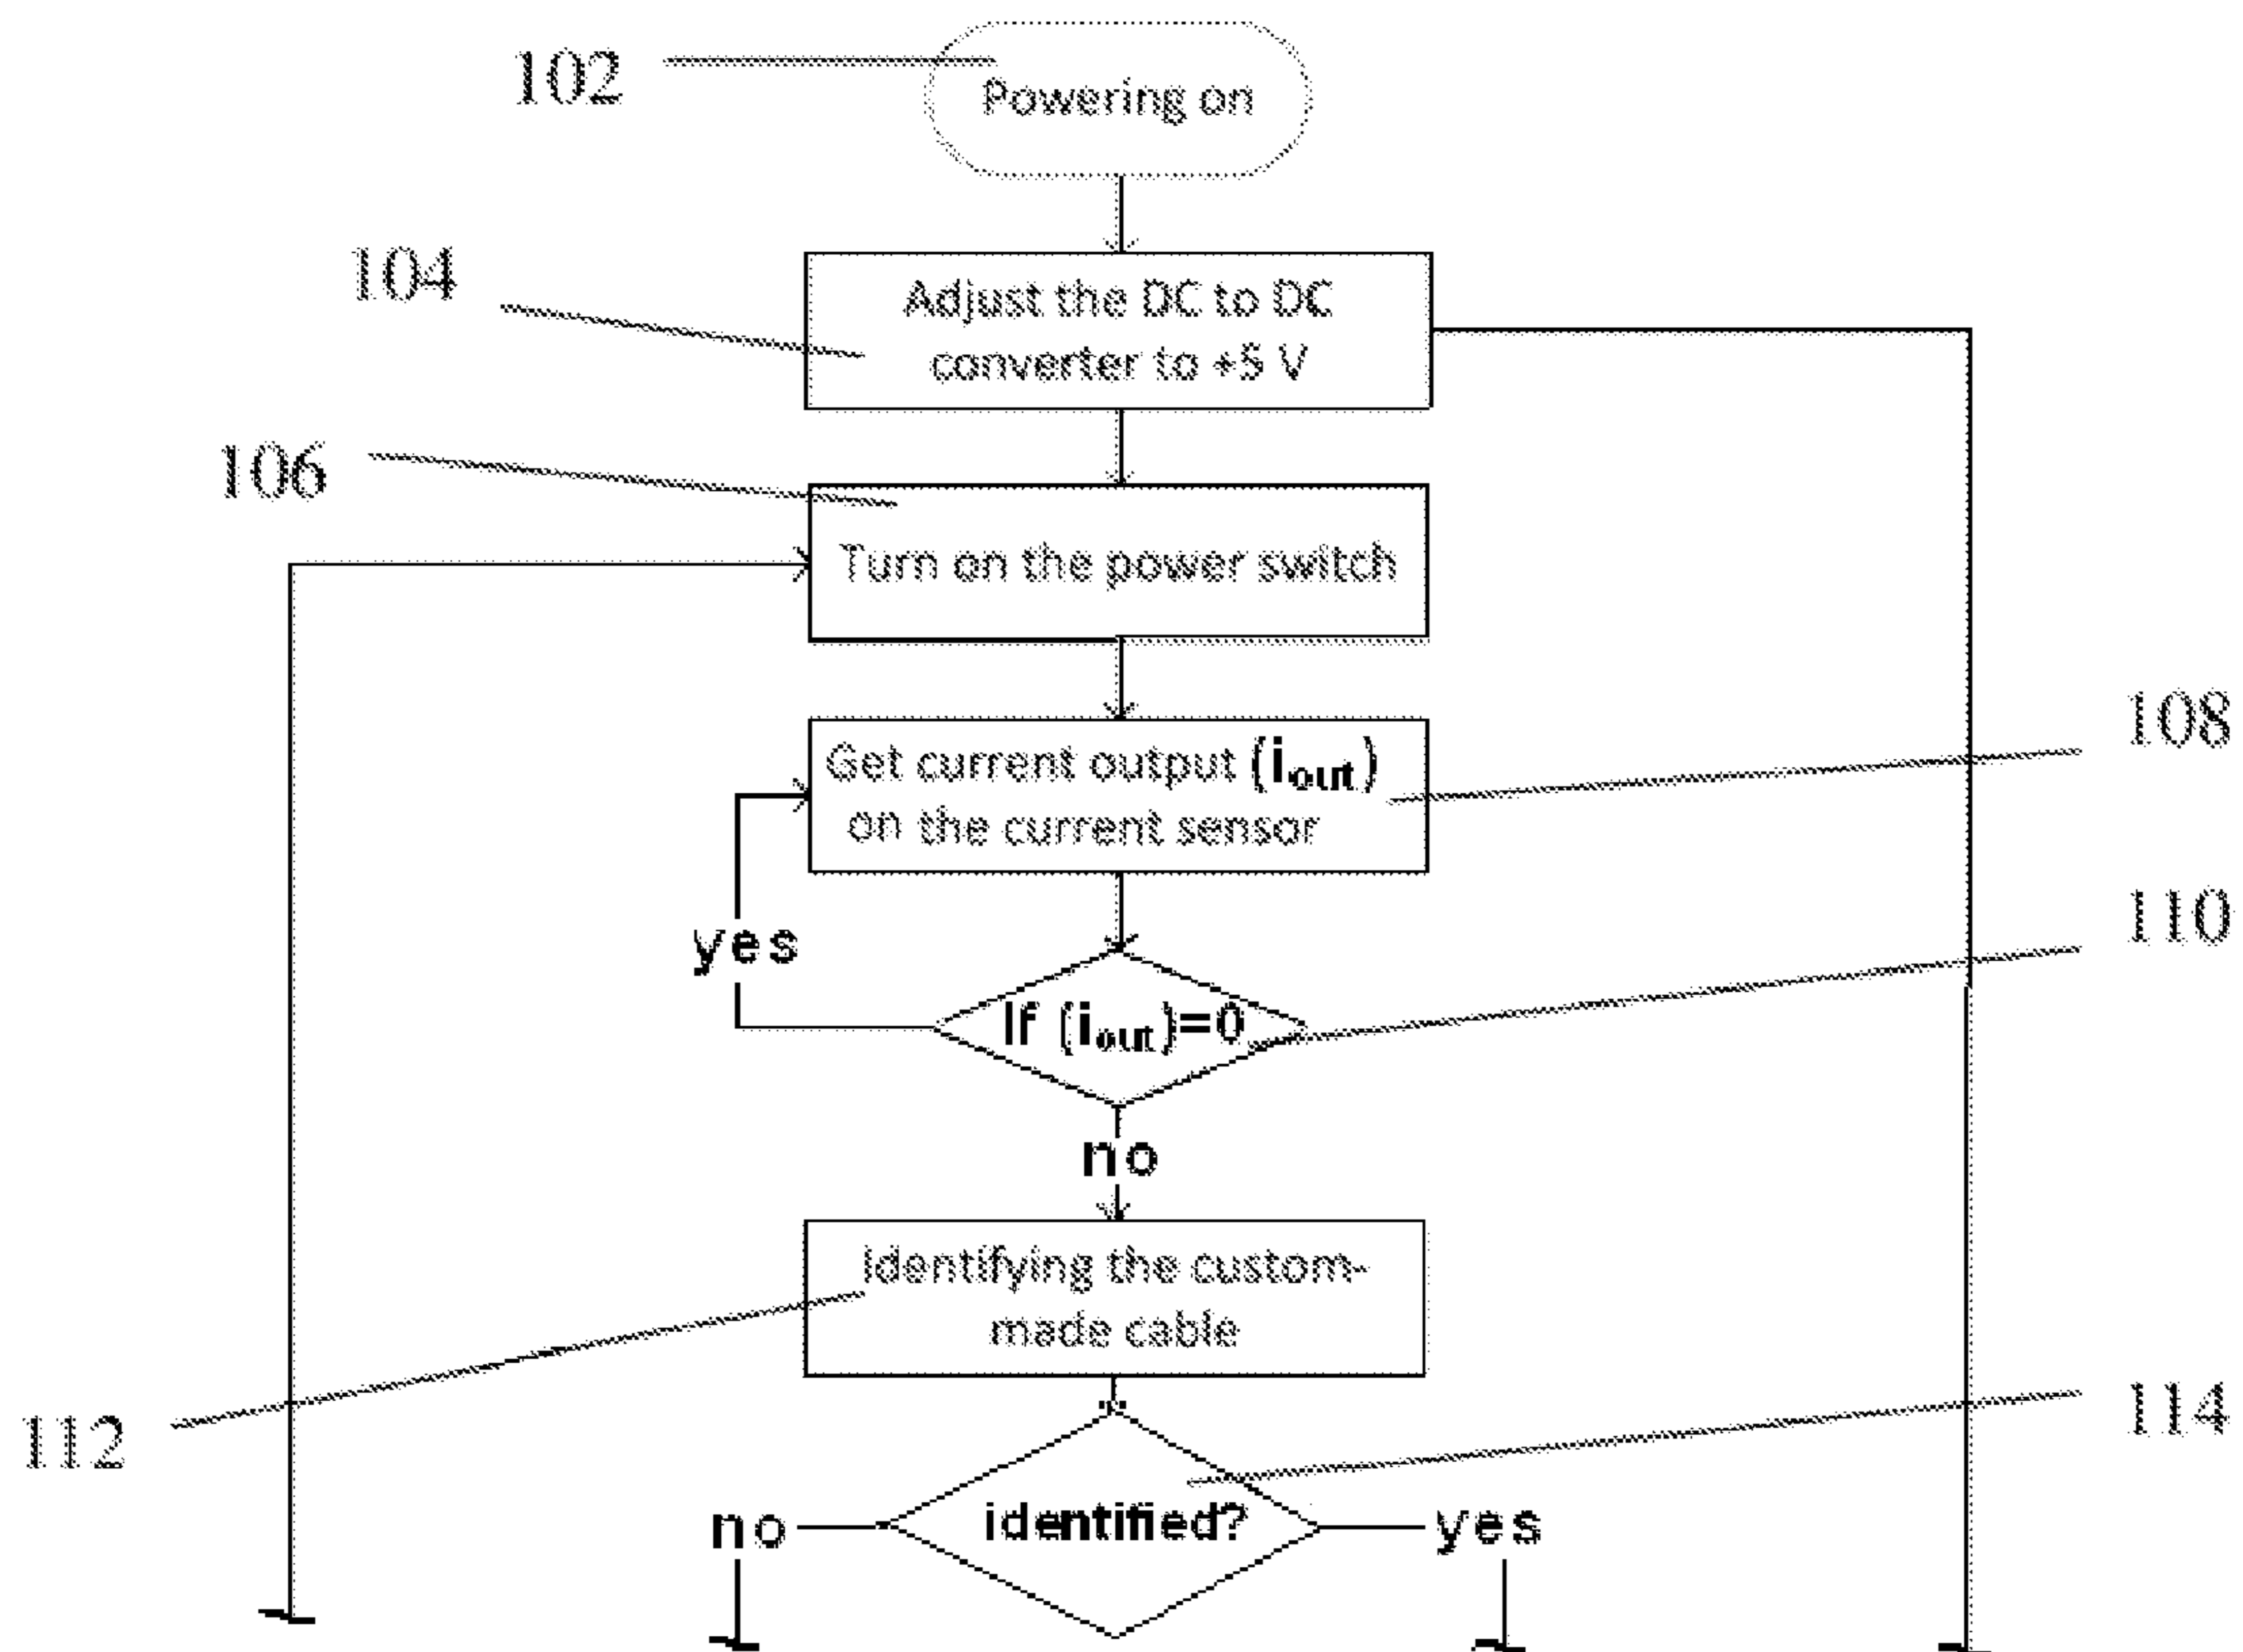 102
Powering on
104
Adjust the DC to DC
converter to +5 V
106
Turn on the power switch
108
Get current output (iout)
on the current sensor
yes
110
If (iout)=0
no
Identifying the custom-
made cable
112
114
no
identified?
yes